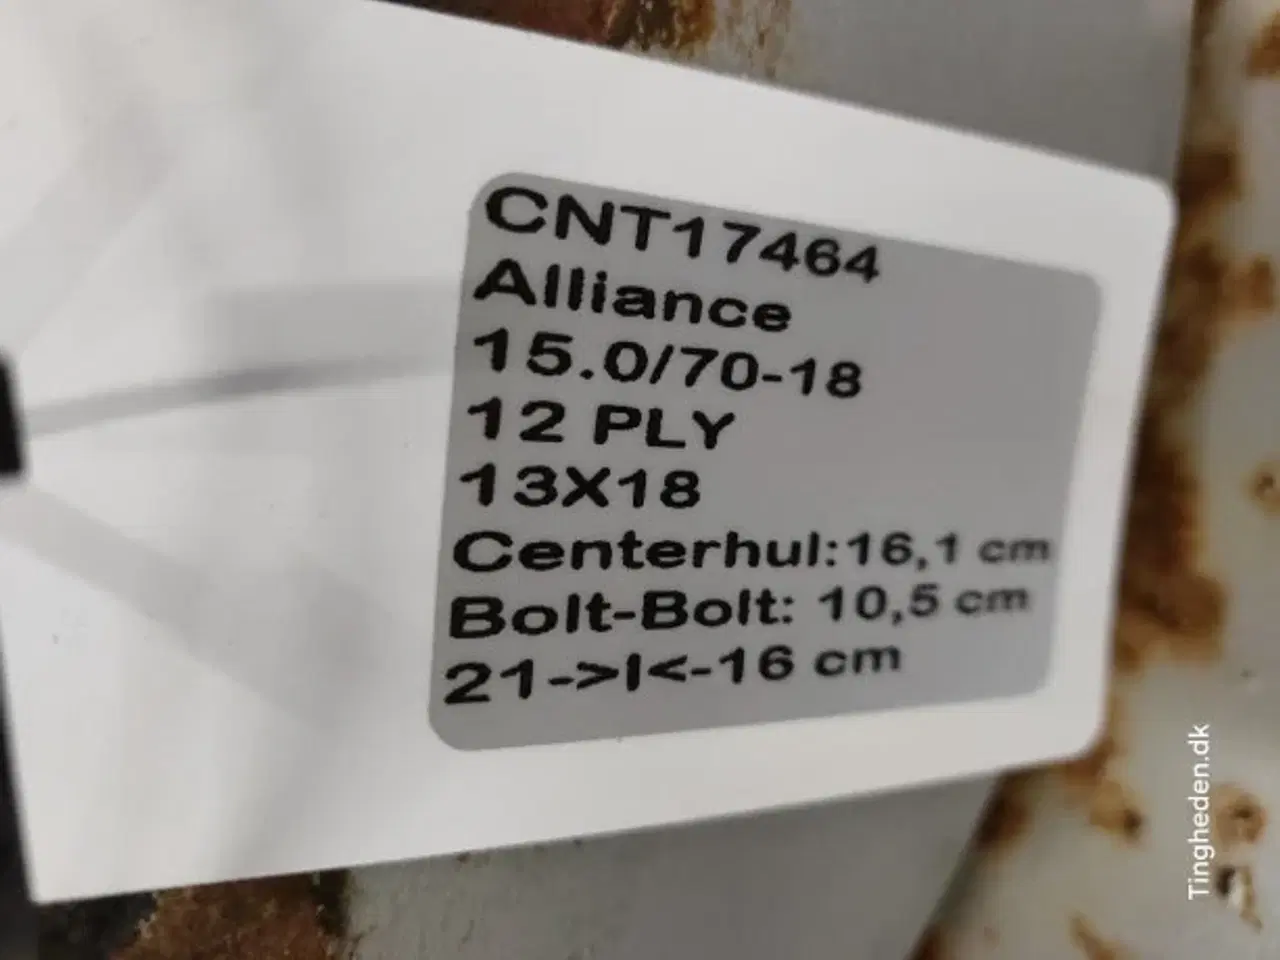 CNT17464
Alliance
15.0/70-18
12 PLY
13X18
Centerhul:16,1 cm
Bolt-Bolt: 10,5 cm
21->I<-16 cm
Tingheden.dk